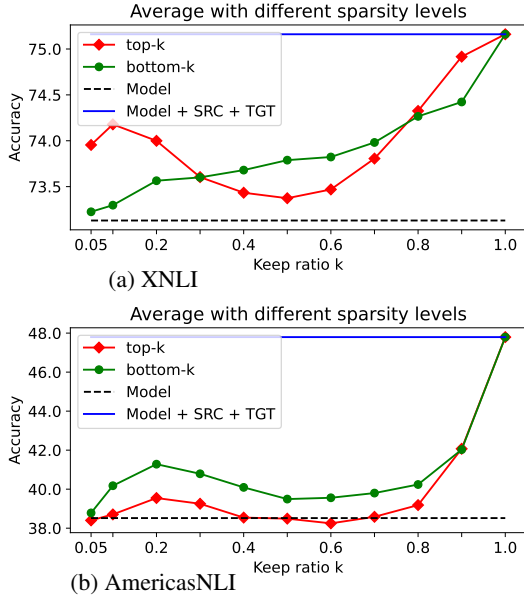 Average with different sparsity levels
75.0
74.5
74.0
73.5
Accuracy
top-k
bottom-k
Model
Model + SRC + TGT
0.05 0.2 0.4 0.6 0.8 1.0
Keep ratio k
(a) XNLI
Average with different sparsity levels
48.0
46.0
44.0
42.0
40.0
38.0
Accuracy
top-k
bottom-k
Model
Model + SRC + TGT
0.05 0.2 0.4 0.6 0.8 1.0
Keep ratio k
(b) AmericasNLI